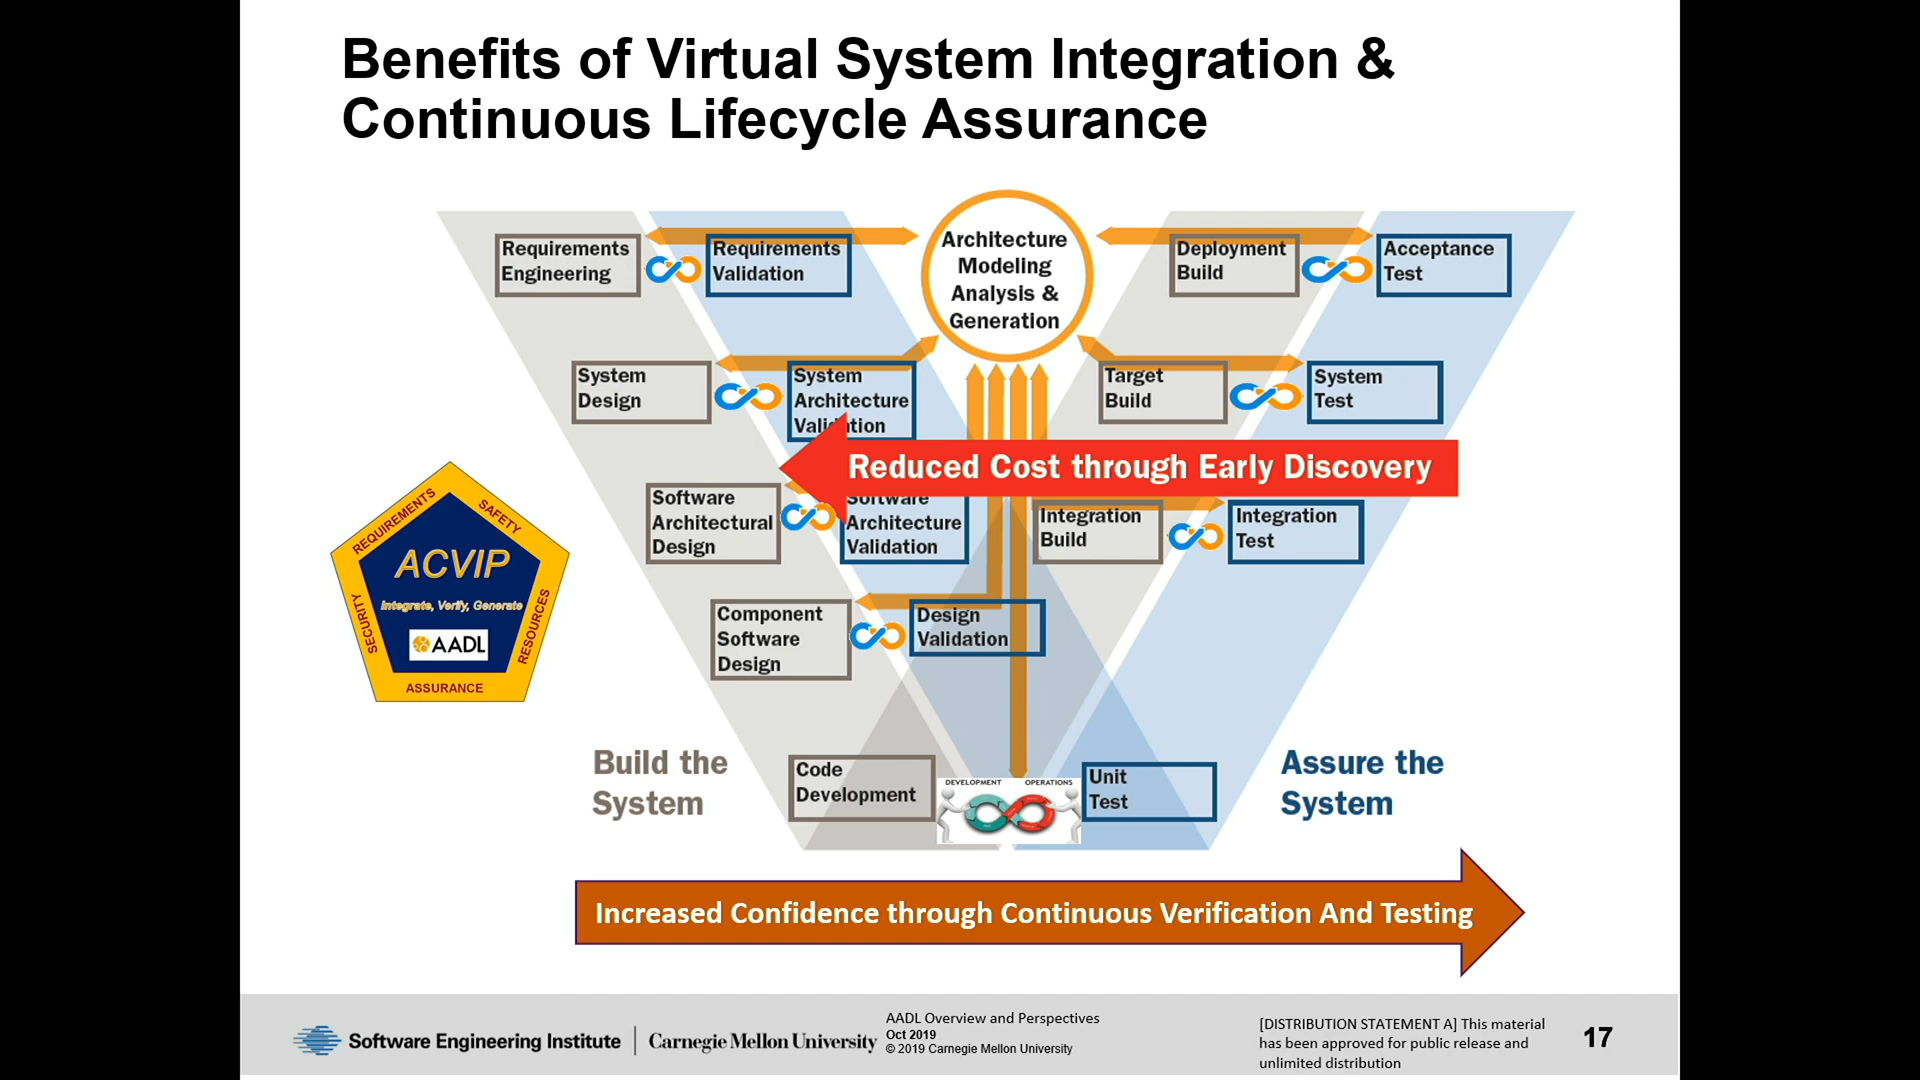 Benefits of Virtual System Integration &
Continuous Lifecycle Assurance
Architecture
Modeling
Analysis &
Generation
Requirements
Engineering
Requirements
Validation
Deployment
Build
Acceptance
Test
System
Design
System
Architecture
Validation
Target
Build
System
Test
Reduced Cost through Early Discovery
Software
Architectural
Design
Software
Architecture
Validation
Integration
Build
Integration
Test
REQUIREMENTS
SAFETY
SECURITY
RESOURCES
ASSURANCE
ACVIP
Integrate, Verify, Generate
AADL
Component
Software
Design
Design
Validation
Build the
System
Code
Development
DEVELOPMENT OPERATIONS
Unit
Test
Assure the
System
Increased Confidence through Continuous Verification And Testing
Software Engineering Institute | Carnegie Mellon University
AADL Overview and Perspectives
Oct 2019
© 2019 Carnegie Mellon University
[DISTRIBUTION STATEMENT A] This material
has been approved for public release and
unlimited distribution
17